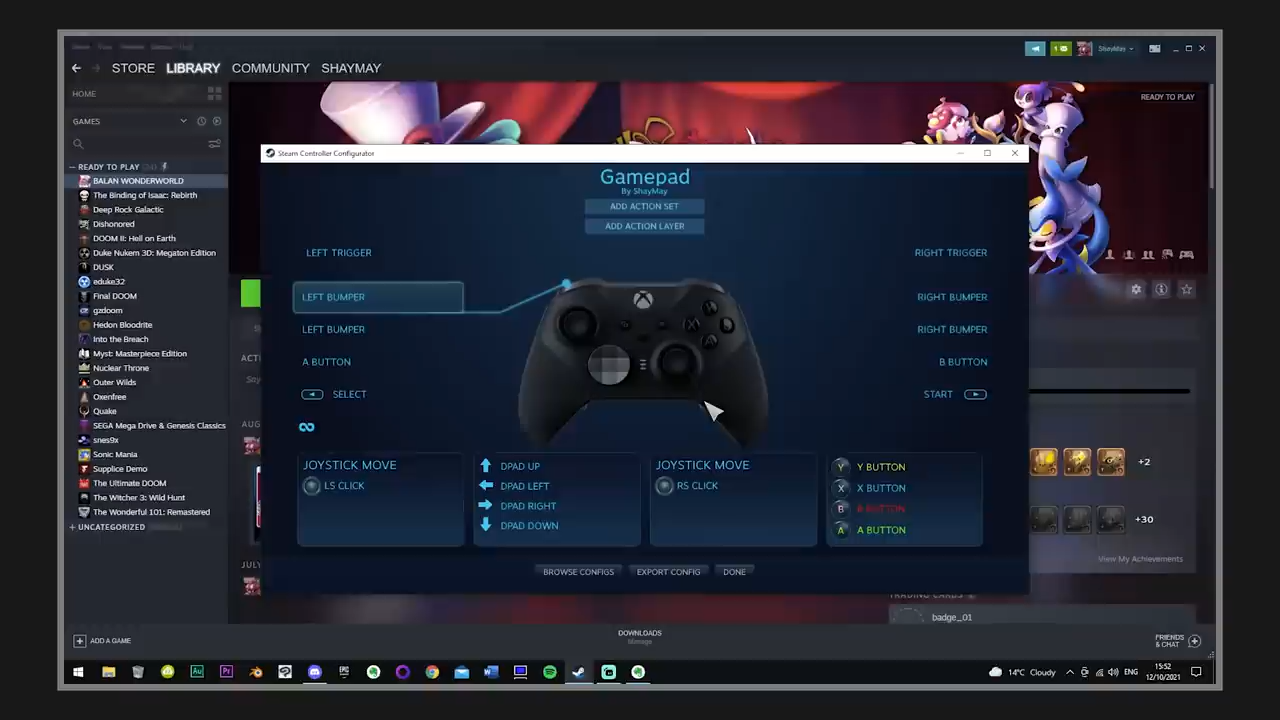 ShayMay
STORE LIBRARY COMMUNITY SHAYMAY
HOME
READY TO PLAY
GAMES
READY TO PLAY
BALAN WONDERWORLD
The Binding of Isaac: Rebirth
Deep Rock Galactic
Dishonored
DOOM II: Hell on Earth
Duke Nukem 3D: Megaton Edition
DUSK
eduke32
Final DOOM
gzdoom
Hedon Bloodrite
Into the Breach
Myst: Masterpiece Edition
Nuclear Throne
Outer Wilds
Oxenfree
Quake
SEGA Mega Drive & Genesis Classics
snes9x
Sonic Mania
Supplice Demo
The Ultimate DOOM
The Witcher 3: Wild Hunt
The Wonderful 101: Remastered
UNCATEGORIZED
Steam Controller Configurator
Gamepad
By ShayMay
ADD ACTION SET
ADD ACTION LAYER
LEFT TRIGGER
RIGHT TRIGGER
LEFT BUMPER
RIGHT BUMPER
LEFT BUMPER
RIGHT BUMPER
A BUTTON
B BUTTON
SELECT
START
JOYSTICK MOVE
LS CLICK
DPAD UP
DPAD LEFT
DPAD RIGHT
DPAD DOWN
JOYSTICK MOVE
RS CLICK
Y Y BUTTON
X X BUTTON
B B BUTTON
A A BUTTON
BROWSE CONFIGS EXPORT CONFIG DONE
+2
+30
View My Achievements
TRADING CARDS
badge_01
ADD A GAME
DOWNLOADS
Manage
FRIENDS
& CHAT
14°C Cloudy
ENG
15:52
12/10/2021